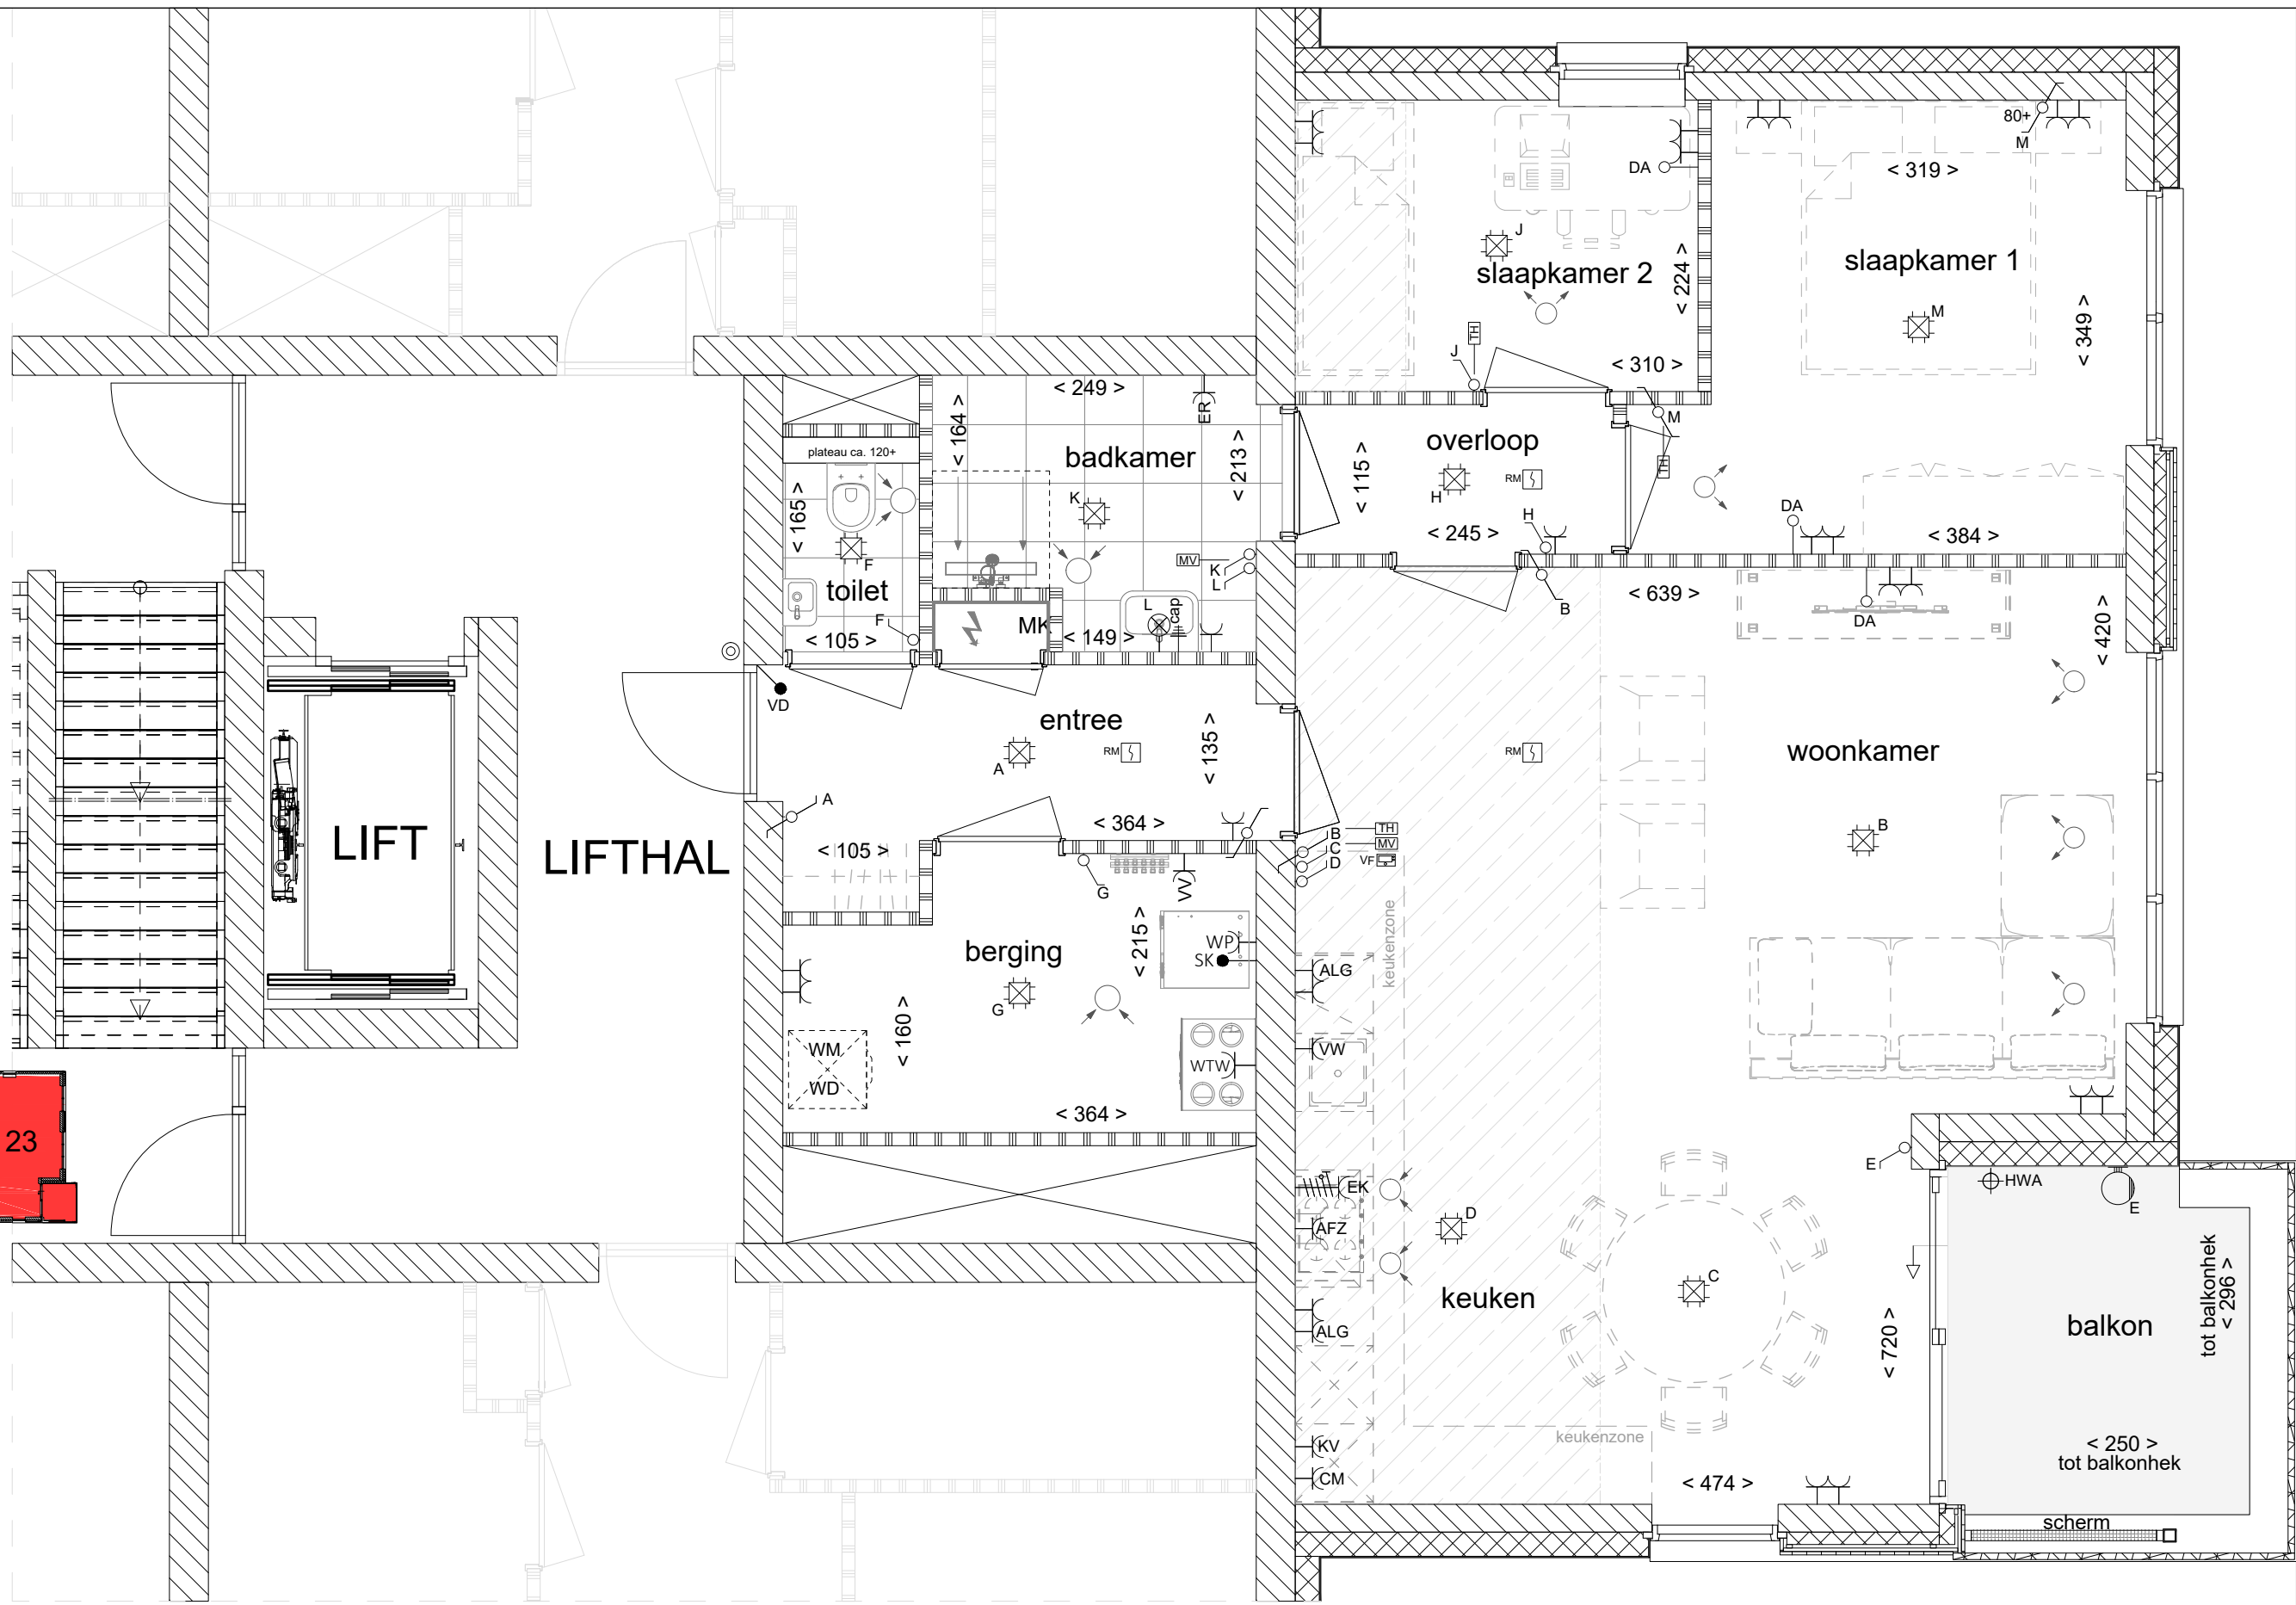 80+
M
< 319 >
DA
J
slaapkamer 2
< 224 >
slaapkamer 1
M
< 349 >
TH
J
< 310 >
< 249 >
ER
< 164 >
M
overloop
plateau ca. 120+
badkamer
< 213 >
< 115 >
TH
RM
H
< 165 >
K
H
DA
< 245 >
< 384 >
F
MV
K
L
toilet
< 639 >
B
L
cap
F
MK
< 105 >
< 149 >
DA
< 420 >
VD
entree
A
RM
< 135 >
RM
woonkamer
A
< 364 >
B
LIFT
LIFTHAL
< 105 >
B
C
D
TH
MV
VF
G
VV
keukenzone
berging
< 215 >
WP
SK
ALG
G
< 160 >
WM
WD
WTW
VW
< 364 >
23
E
T
EK
HWA
E
AFZ
D
C
keuken
ALG
< 720 >
balkon
tot balkonhek
< 296 >
keukenzone
KV
CM
< 474 >
< 250 >
tot balkonhek
scherm